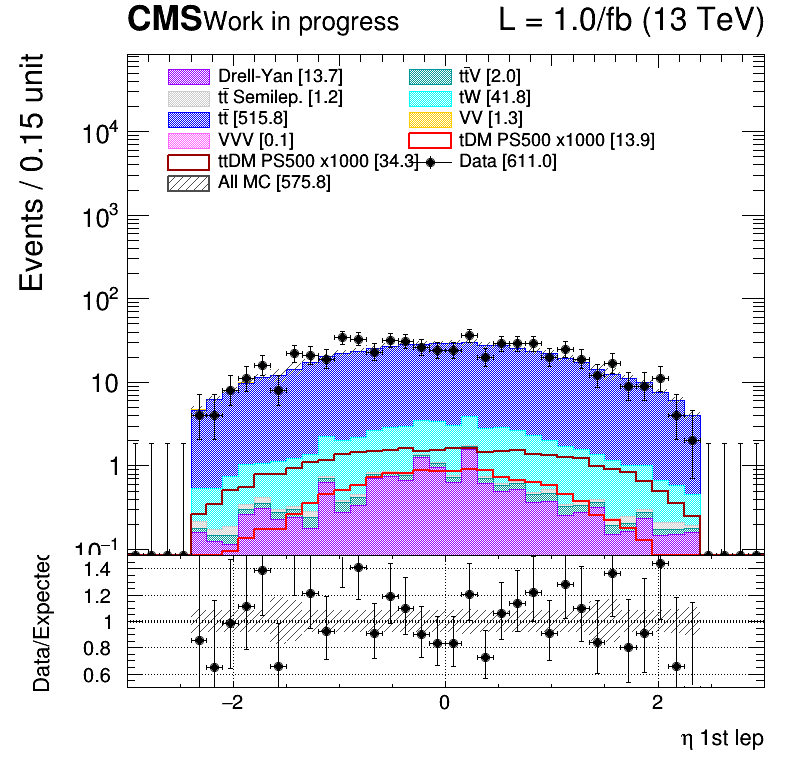 CMS Work in progress L = 1.0/fb (13 TeV)
Events / 0.15 unit
Drell-Yan [13.7] tt̄V [2.0]
tt̄ Semilep. [1.2] tW [41.8]
tt̄ [515.8] VV [1.3]
VVV [0.1] tDM PS500 x1000 [13.9]
ttDM PS500 x1000 [34.3] Data [611.0]
All MC [575.8]
10⁴
10³
10²
10
1
10⁻¹
Data/Expected
1.4
1.2
1
0.8
0.6
−2 0 2
η 1st lep